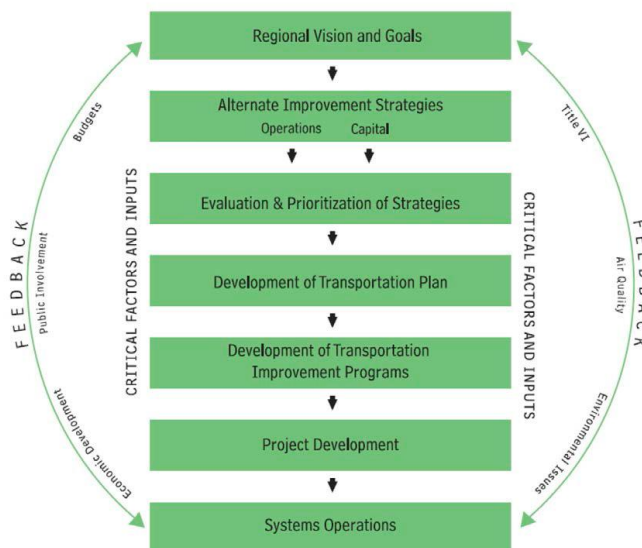 Regional Vision and Goals
Alternate Improvement Strategies
Operations Capital
Evaluation & Prioritization of Strategies
Development of Transportation Plan
Development of Transportation
Improvement Programs
Project Development
Systems Operations
FEEDBACK
Budgets
Public Involvement
Economic Development
CRITICAL FACTORS AND INPUTS
CRITICAL FACTORS AND INPUTS
Title VI
Air Quality
Environmental Issues
FEEDBACK